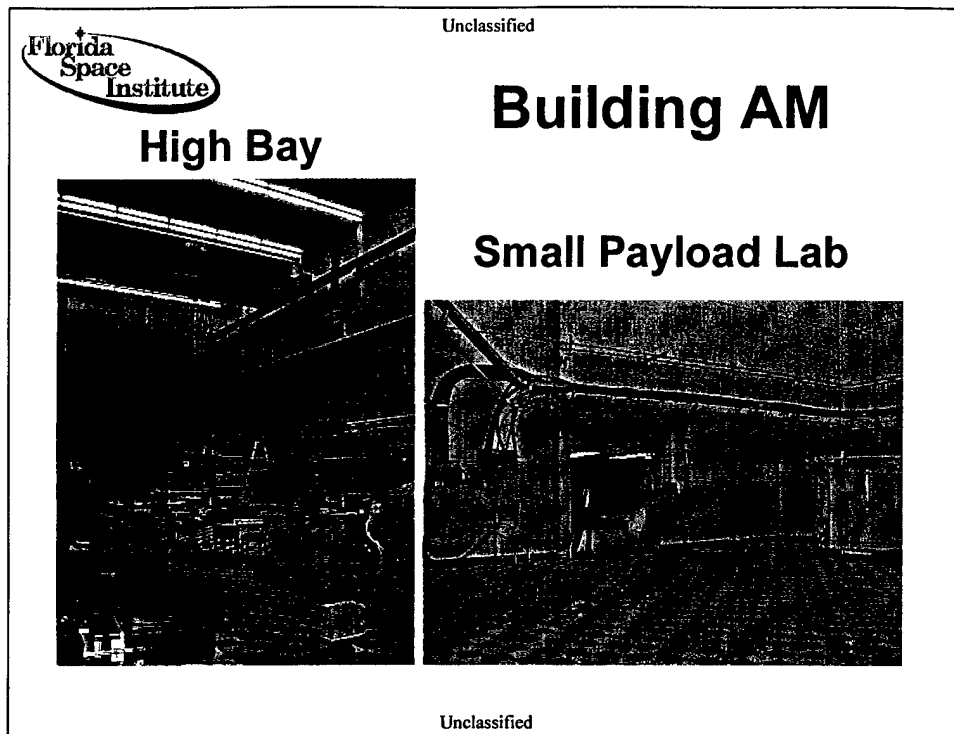 Unclassified
Florida
Space
Institute
Building AM
High Bay
Small Payload Lab
Unclassified